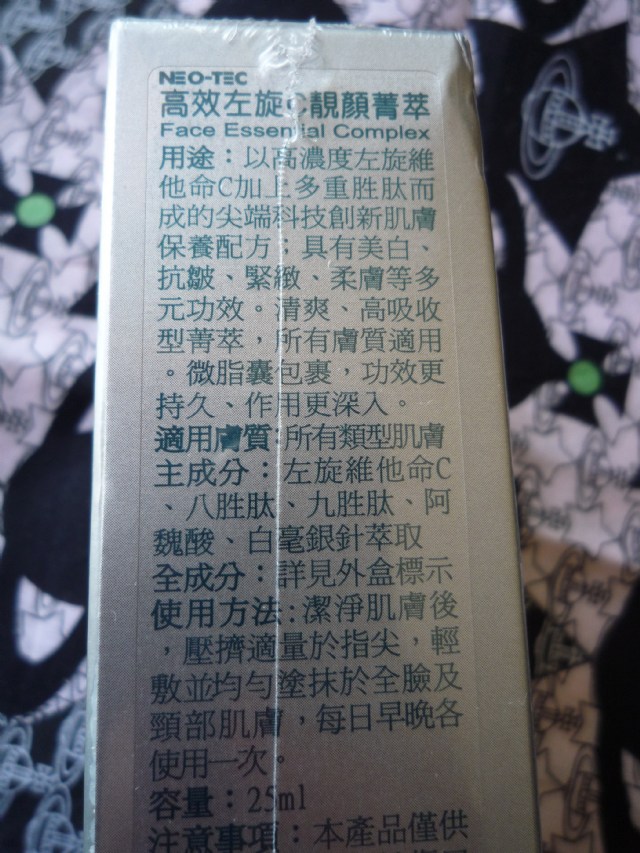 NEO-TEC
高效左旋C靚顏菁萃
Face Essential Complex
用途：以高濃度左旋維
他命C加上多重胜肽而
成的尖端科技創新肌膚
保養配方；具有美白、
抗皺、緊緻、柔膚等多
元功效。清爽、高吸收
型菁萃，所有膚質適用
。微脂囊包裹，功效更
持久、作用更深入。
適用膚質:所有類型肌膚
主成分：左旋維他命C
、八胜肽、九胜肽、阿
魏酸、白毫銀針萃取
全成分：詳見外盒標示
使用方法:潔淨肌膚後
，壓擠適量於指尖，輕
敷並均勻塗抹於全臉及
頸部肌膚，每日早晚各
使用一次。
容量：25ml
注意事項：本產品僅供